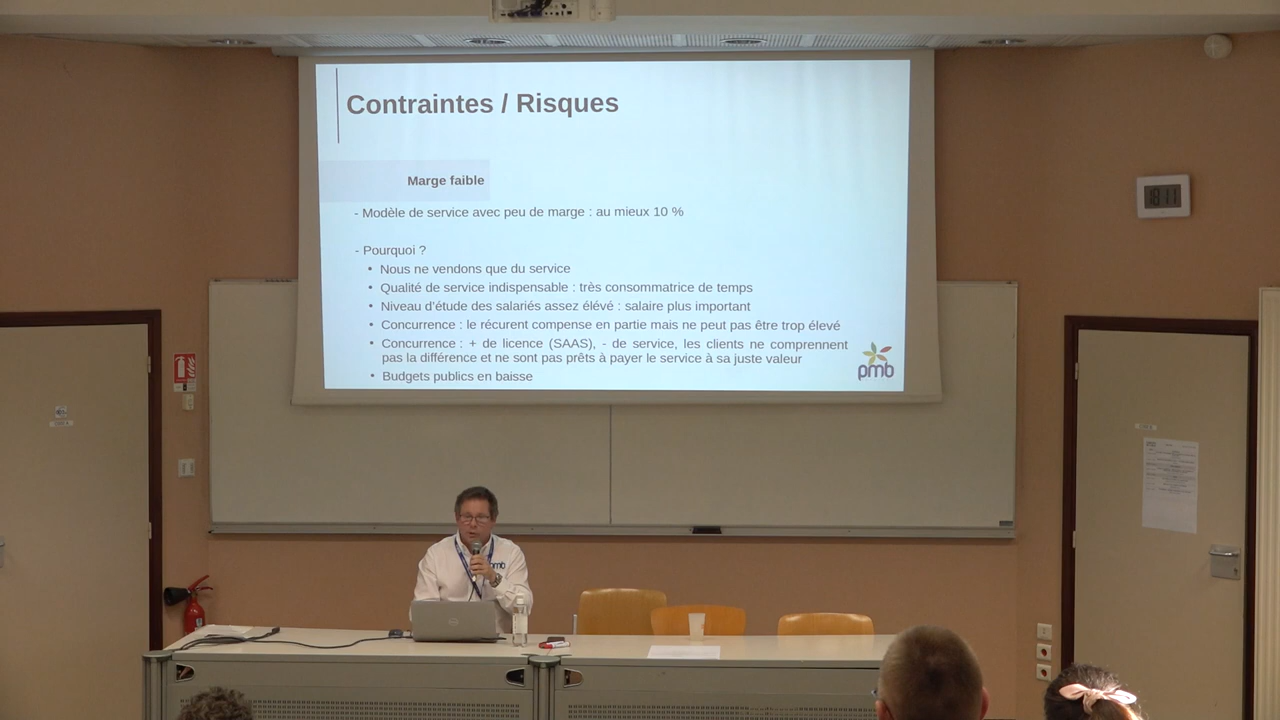 Contraintes / Risques
Marge faible
- Modèle de service avec peu de marge : au mieux 10 %
- Pourquoi ?
• Nous ne vendons que du service
• Qualité de service indispensable : très consommatrice de temps
• Niveau d'étude des salariés assez élévé : salaire plus important
• Concurrence : le récurent compense en partie mais ne peut pas être trop élevé
• Concurrence : + de licence (SAAS), - de service, les clients ne comprennent
pas la différence et ne sont pas prêts à payer le service à sa juste valeur
• Budgets publics en baisse
pmb
18:11
pmb